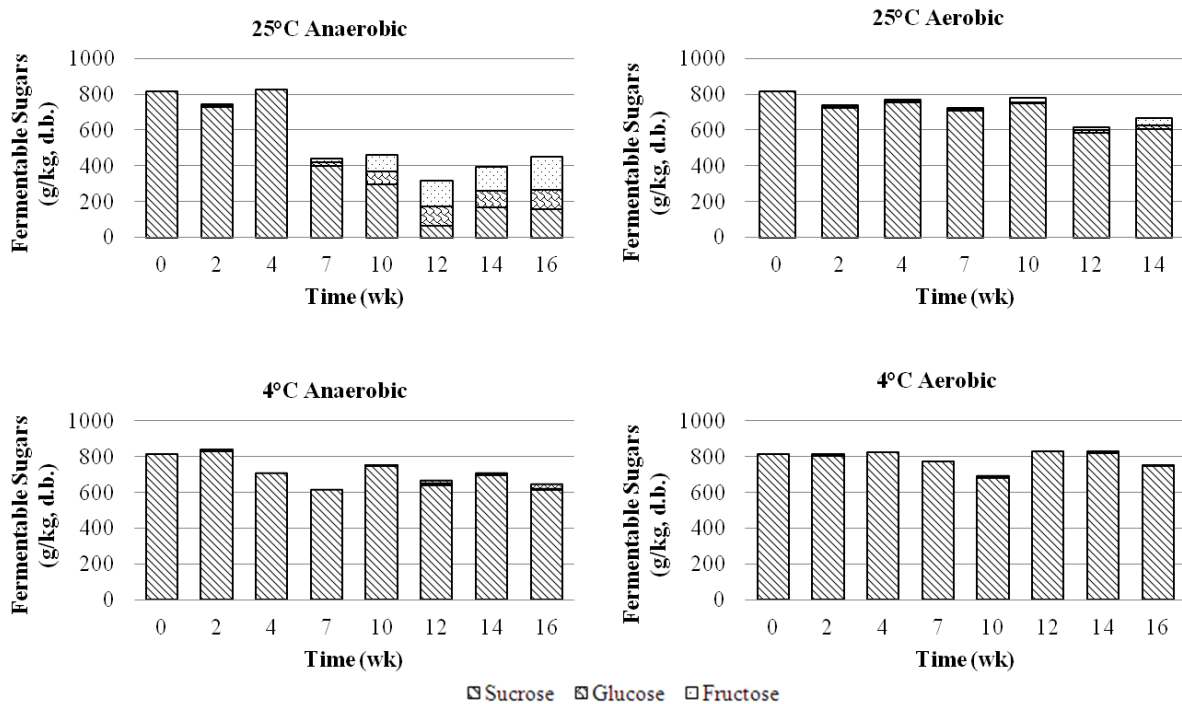 25°C Anaerobic
Fermentable Sugars
(g/kg, d.b.)
1000
800
600
400
200
0
0 2 4 7 10 12 14 16
Time (wk)
25°C Aerobic
Fermentable Sugars
(g/kg, d.b.)
1000
800
600
400
200
0
0 2 4 7 10 12 14
Time (wk)
4°C Anaerobic
Fermentable Sugars
(g/kg, d.b.)
1000
800
600
400
200
0
0 2 4 7 10 12 14 16
Time (wk)
4°C Aerobic
Fermentable Sugars
(g/kg, d.b.)
1000
800
600
400
200
0
0 2 4 7 10 12 14 16
Time (wk)
Sucrose Glucose Fructose